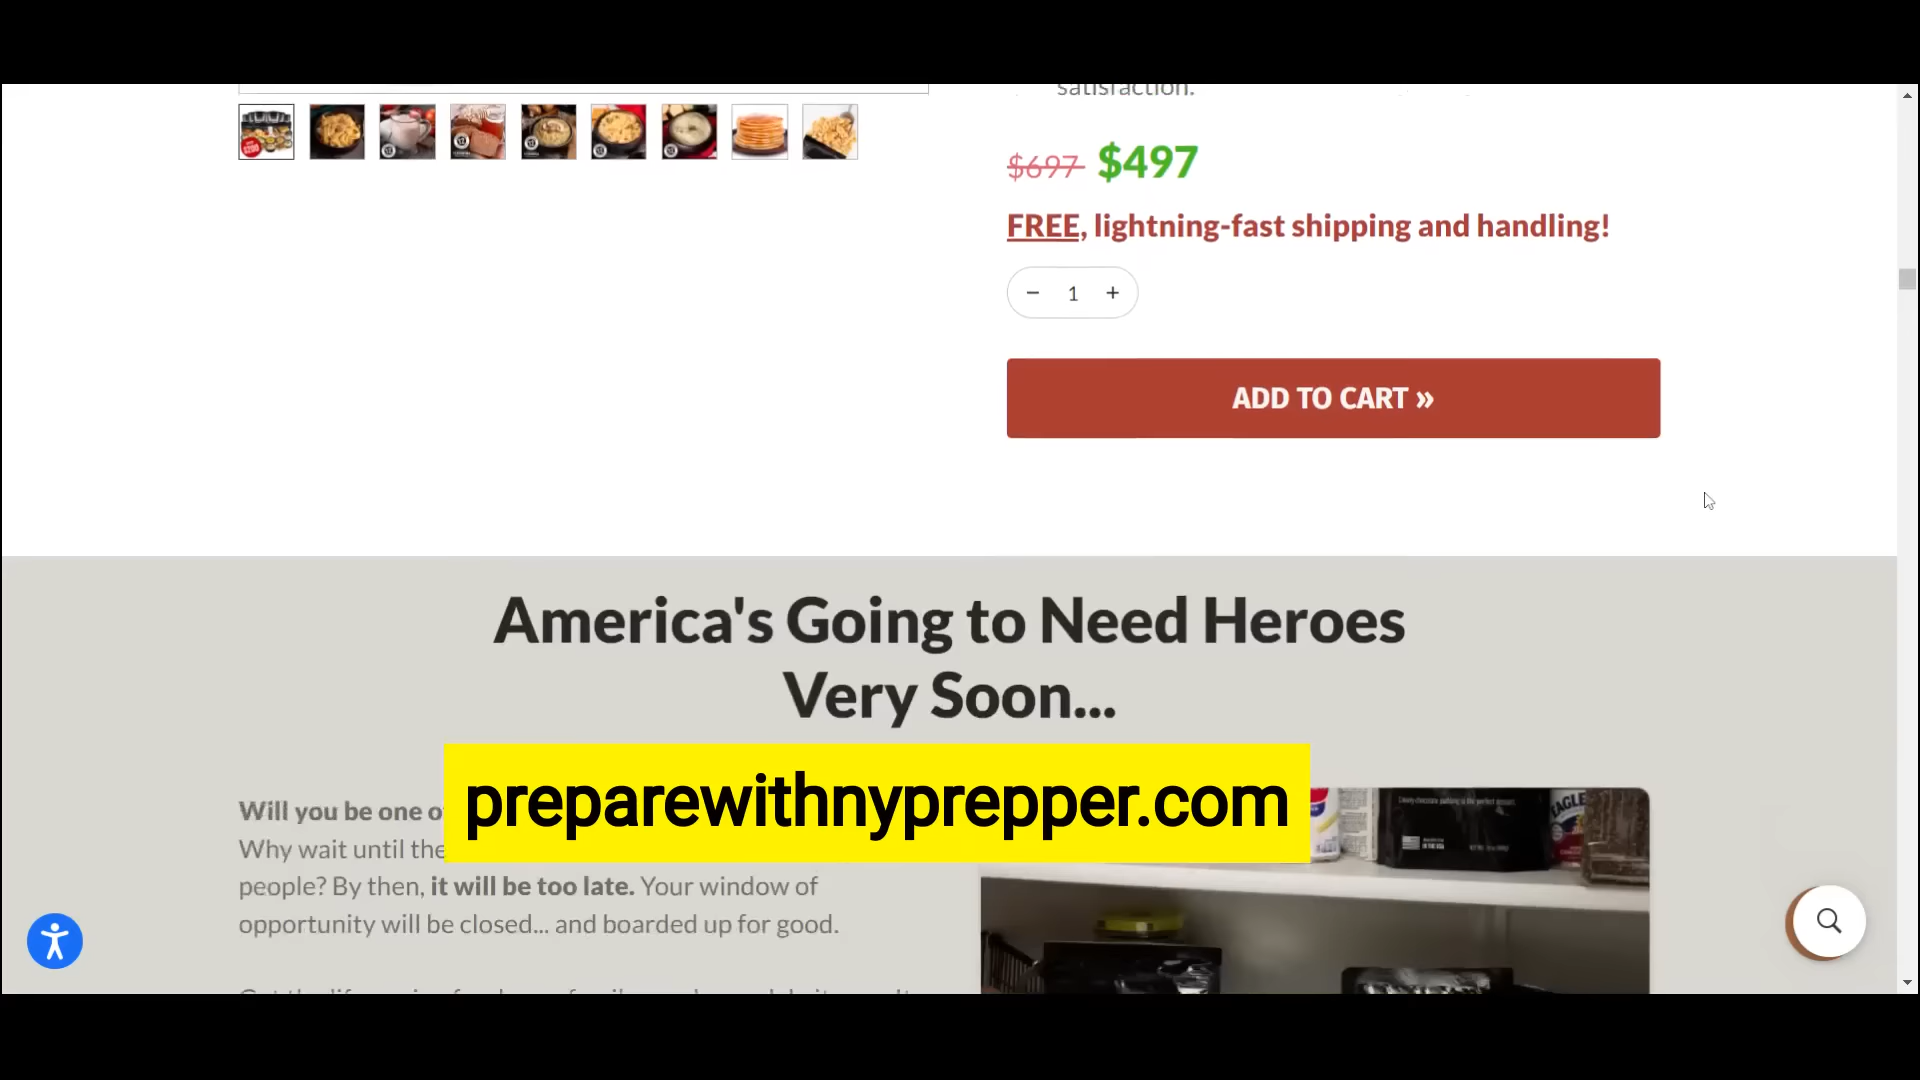 satisfaction.
$697 $497
FREE, lightning-fast shipping and handling!
− 1 +
ADD TO CART »
America's Going to Need Heroes
Very Soon...
preparewithnyprepper.com
Will you be one o
Why wait until the
people? By then, it will be too late. Your window of
opportunity will be closed... and boarded up for good.
EAGLE